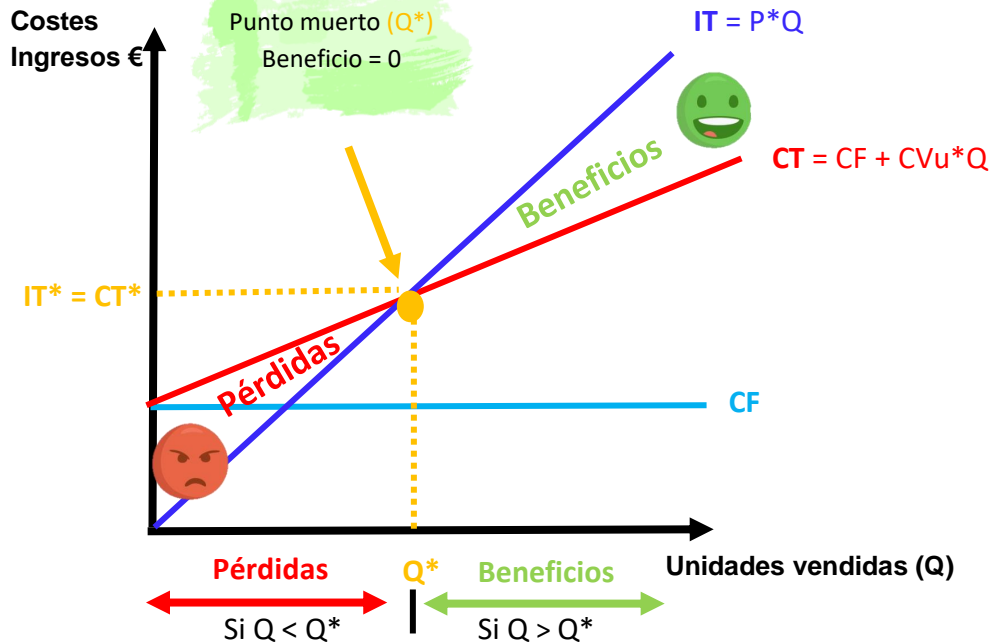 Costes
Ingresos €
Punto muerto (Q*)
Beneficio = 0
IT = P*Q
Beneficios
CT = CF + CVu*Q
IT* = CT*
Pérdidas
CF
Pérdidas
Q*
Beneficios
Unidades vendidas (Q)
Si Q < Q*
Si Q > Q*